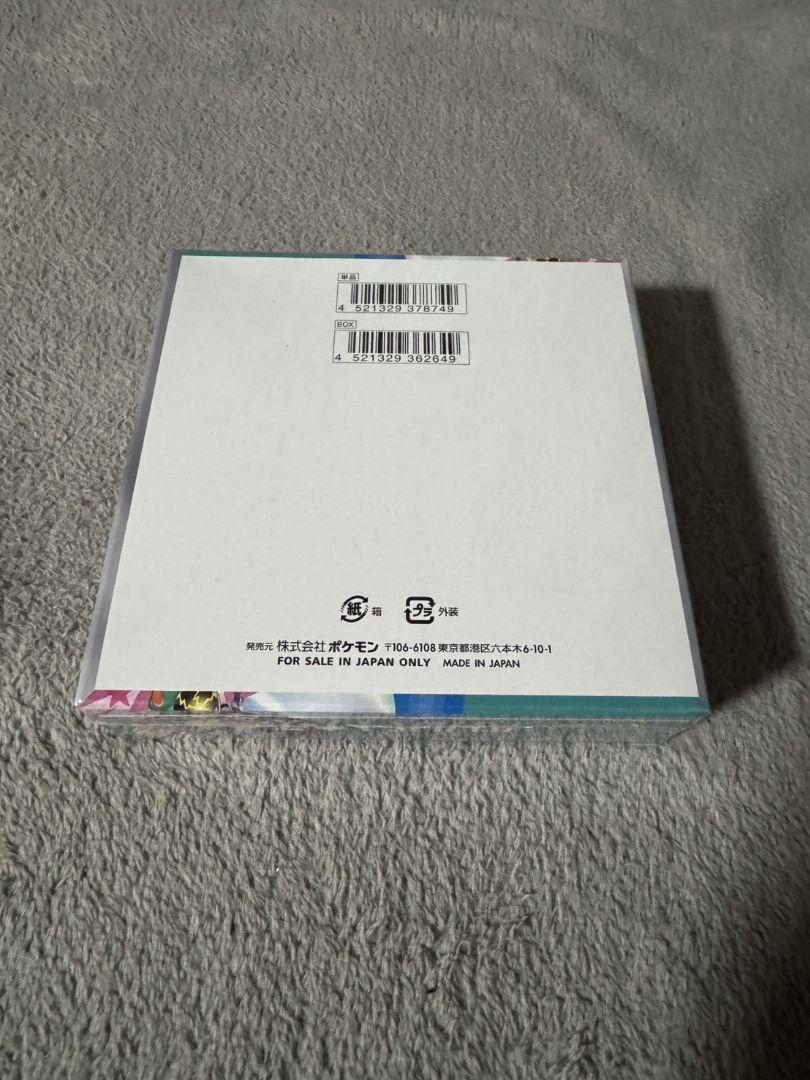 単品
4 521329 378749
BOX
4 521329 362649
紙 箱 プラ 外装
発売元 株式会社ポケモン 〒106-6108 東京都港区六本木6-10-1
FOR SALE IN JAPAN ONLY MADE IN JAPAN